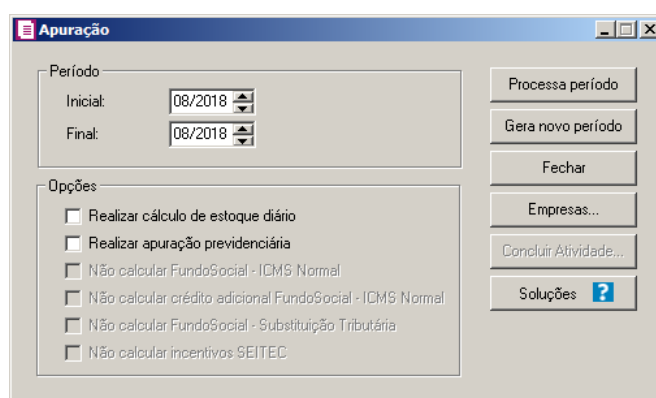 Apuração
Período
Inicial: 08/2018
Final: 08/2018
Opções
Realizar cálculo de estoque diário
Realizar apuração previdenciária
Não calcular FundoSocial - ICMS Normal
Não calcular crédito adicional FundoSocial - ICMS Normal
Não calcular FundoSocial - Substituição Tributária
Não calcular incentivos SEITEC
Processa período
Gera novo período
Fechar
Empresas...
Concluir Atividade...
Soluções ?